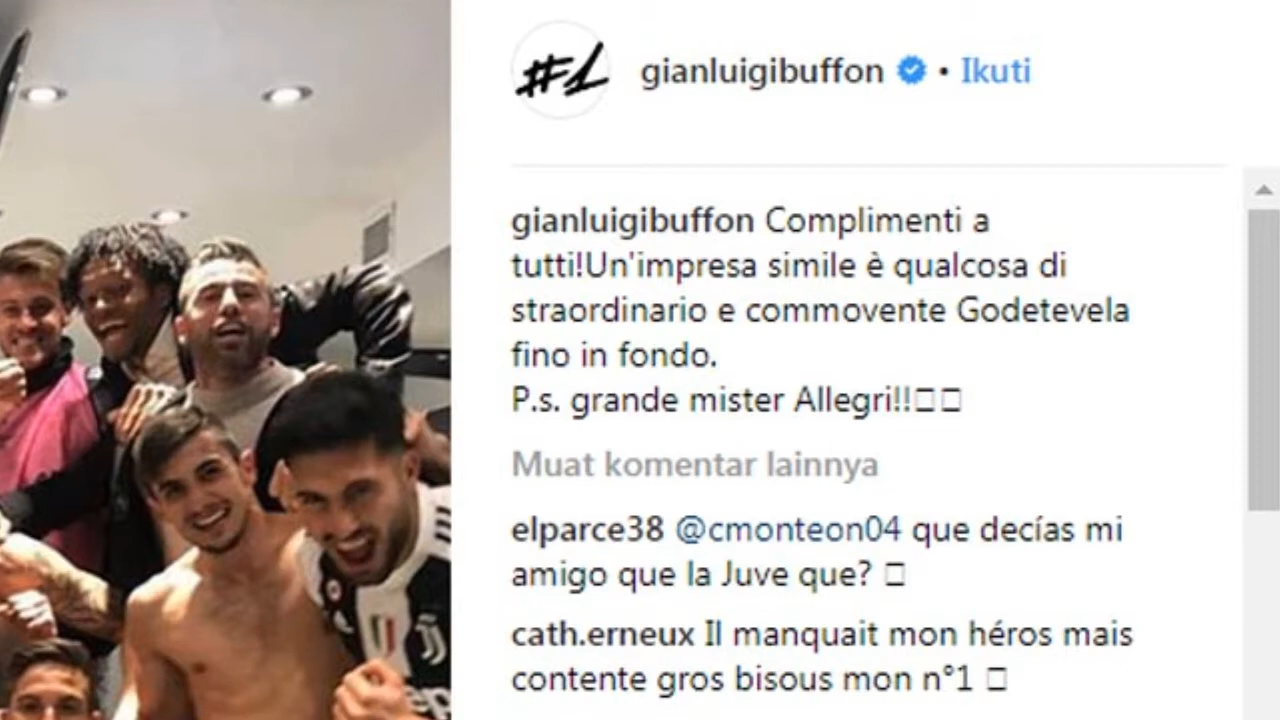 #1
gianluigibuffon • Ikuti
gianluigibuffon Complimenti a
tutti!Un'impresa simile è qualcosa di
straordinario e commovente Godetevela
fino in fondo.
P.s. grande mister Allegri!!□□
Muat komentar lainnya
elparce38 @cmonteon04 que decías mi
amigo que la Juve que? □
cath.erneux Il manquait mon héros mais
contente gros bisous mon n°1 □